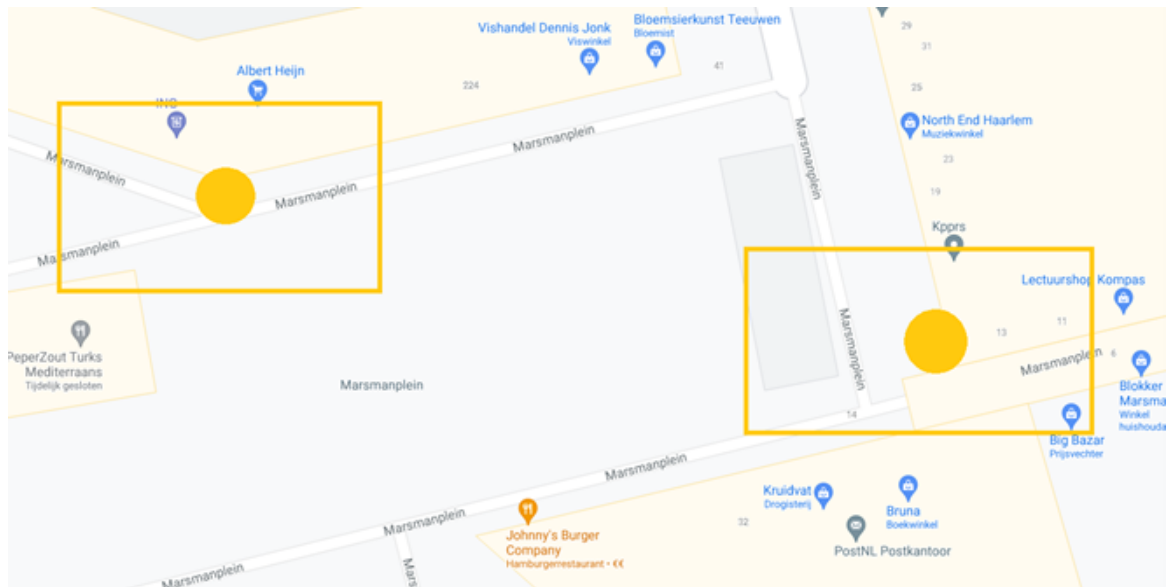 Bloemsierkunst Teeuwen
Bloemist
Vishandel Dennis Jonk
Viswinkel
29
31
41
Albert Heijn
224
25
ING
North End Haarlem
Muziekwinkel
Marsmanplein
Marsmanplein
23
Marsmanplein
19
Marsmanplein
Kpprs
Marsmanplein
Lectuurshop Kompas
13
11
Marsmanplein
PeperZout Turks
Mediterraans
Tijdelijk gesloten
Marsmanplein
Marsmanplein
6
Blokker
Marsma
Winkel
huishouda
14
Big Bazar
Prijsvechter
Marsmanplein
Kruidvat
Drogisterij
Bruna
Boekwinkel
32
Marsmanplein
Johnny's Burger
Company
Hamburgerrestaurant • €€
PostNL Postkantoor
Mars
Marsmanplein